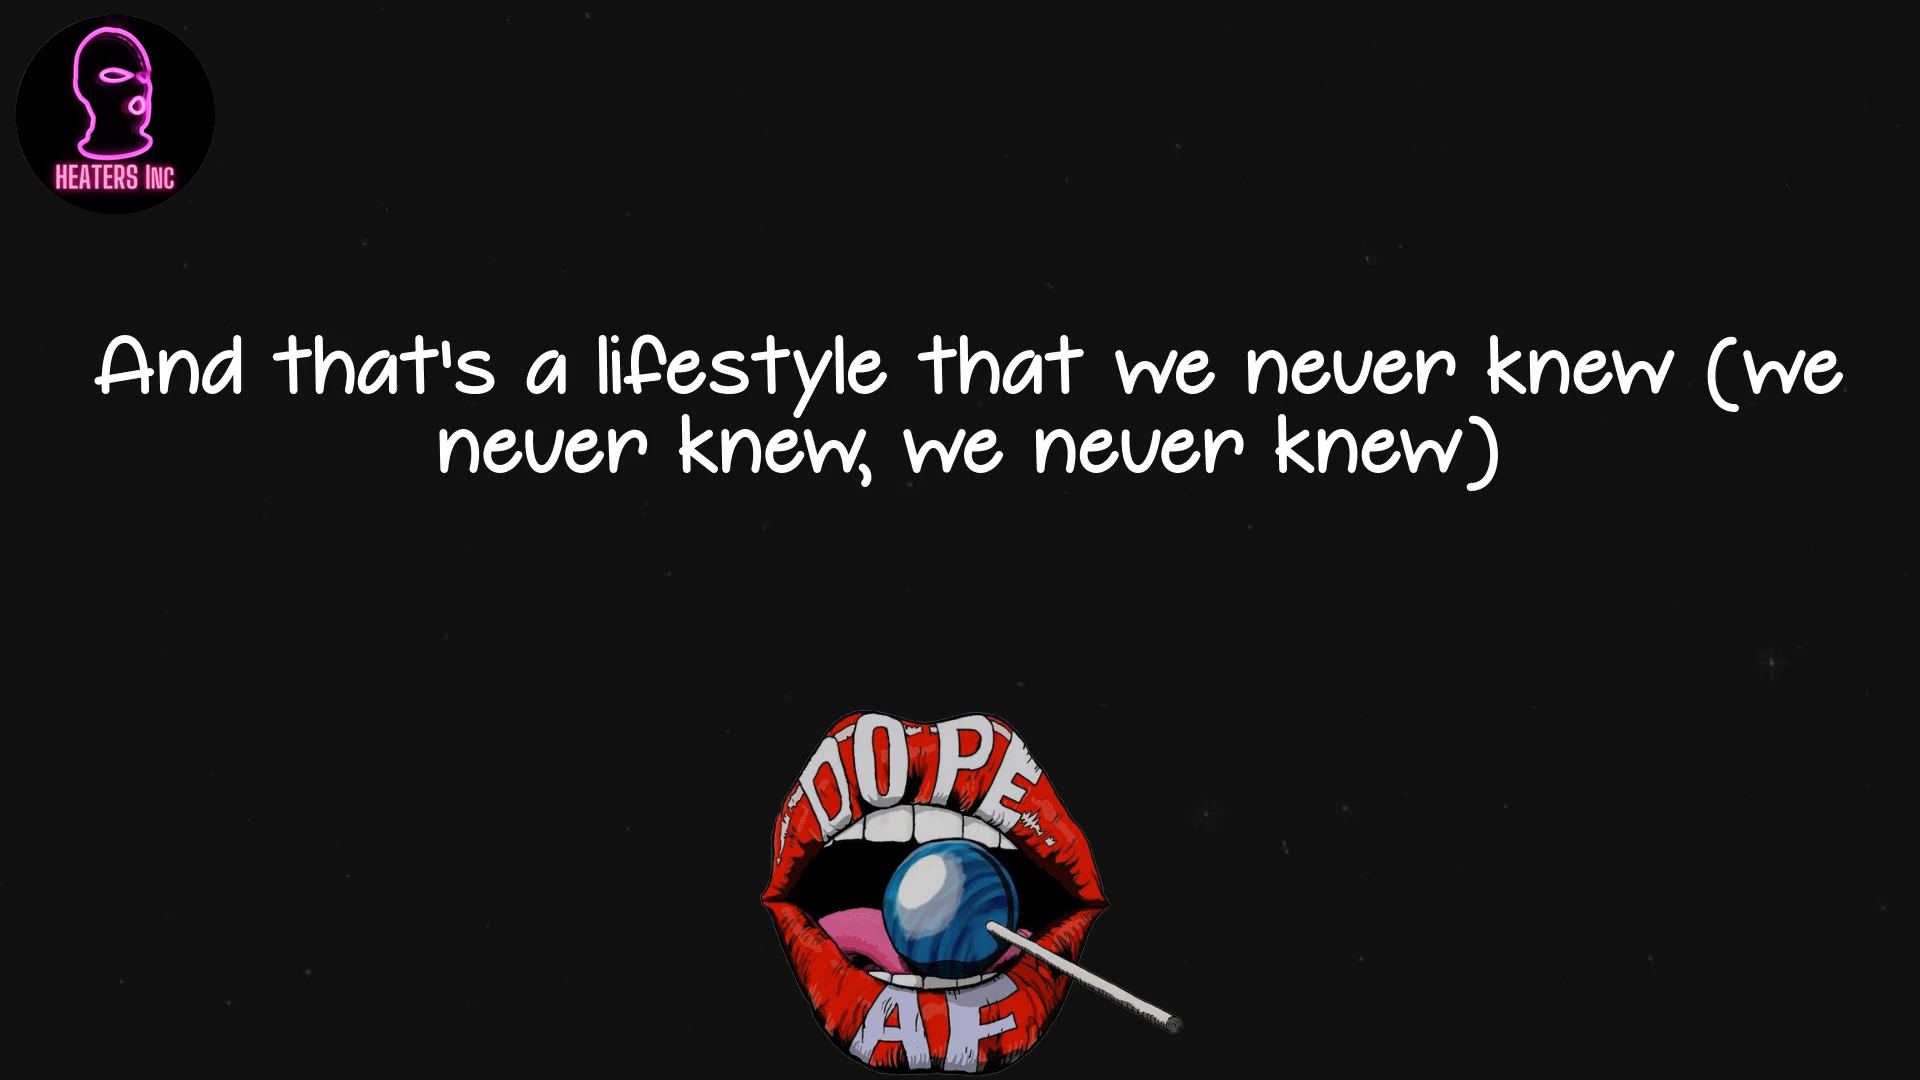 HEATERS INC
And that's a lifestyle that we never knew (we
never knew, we never knew)
DOPE
AF